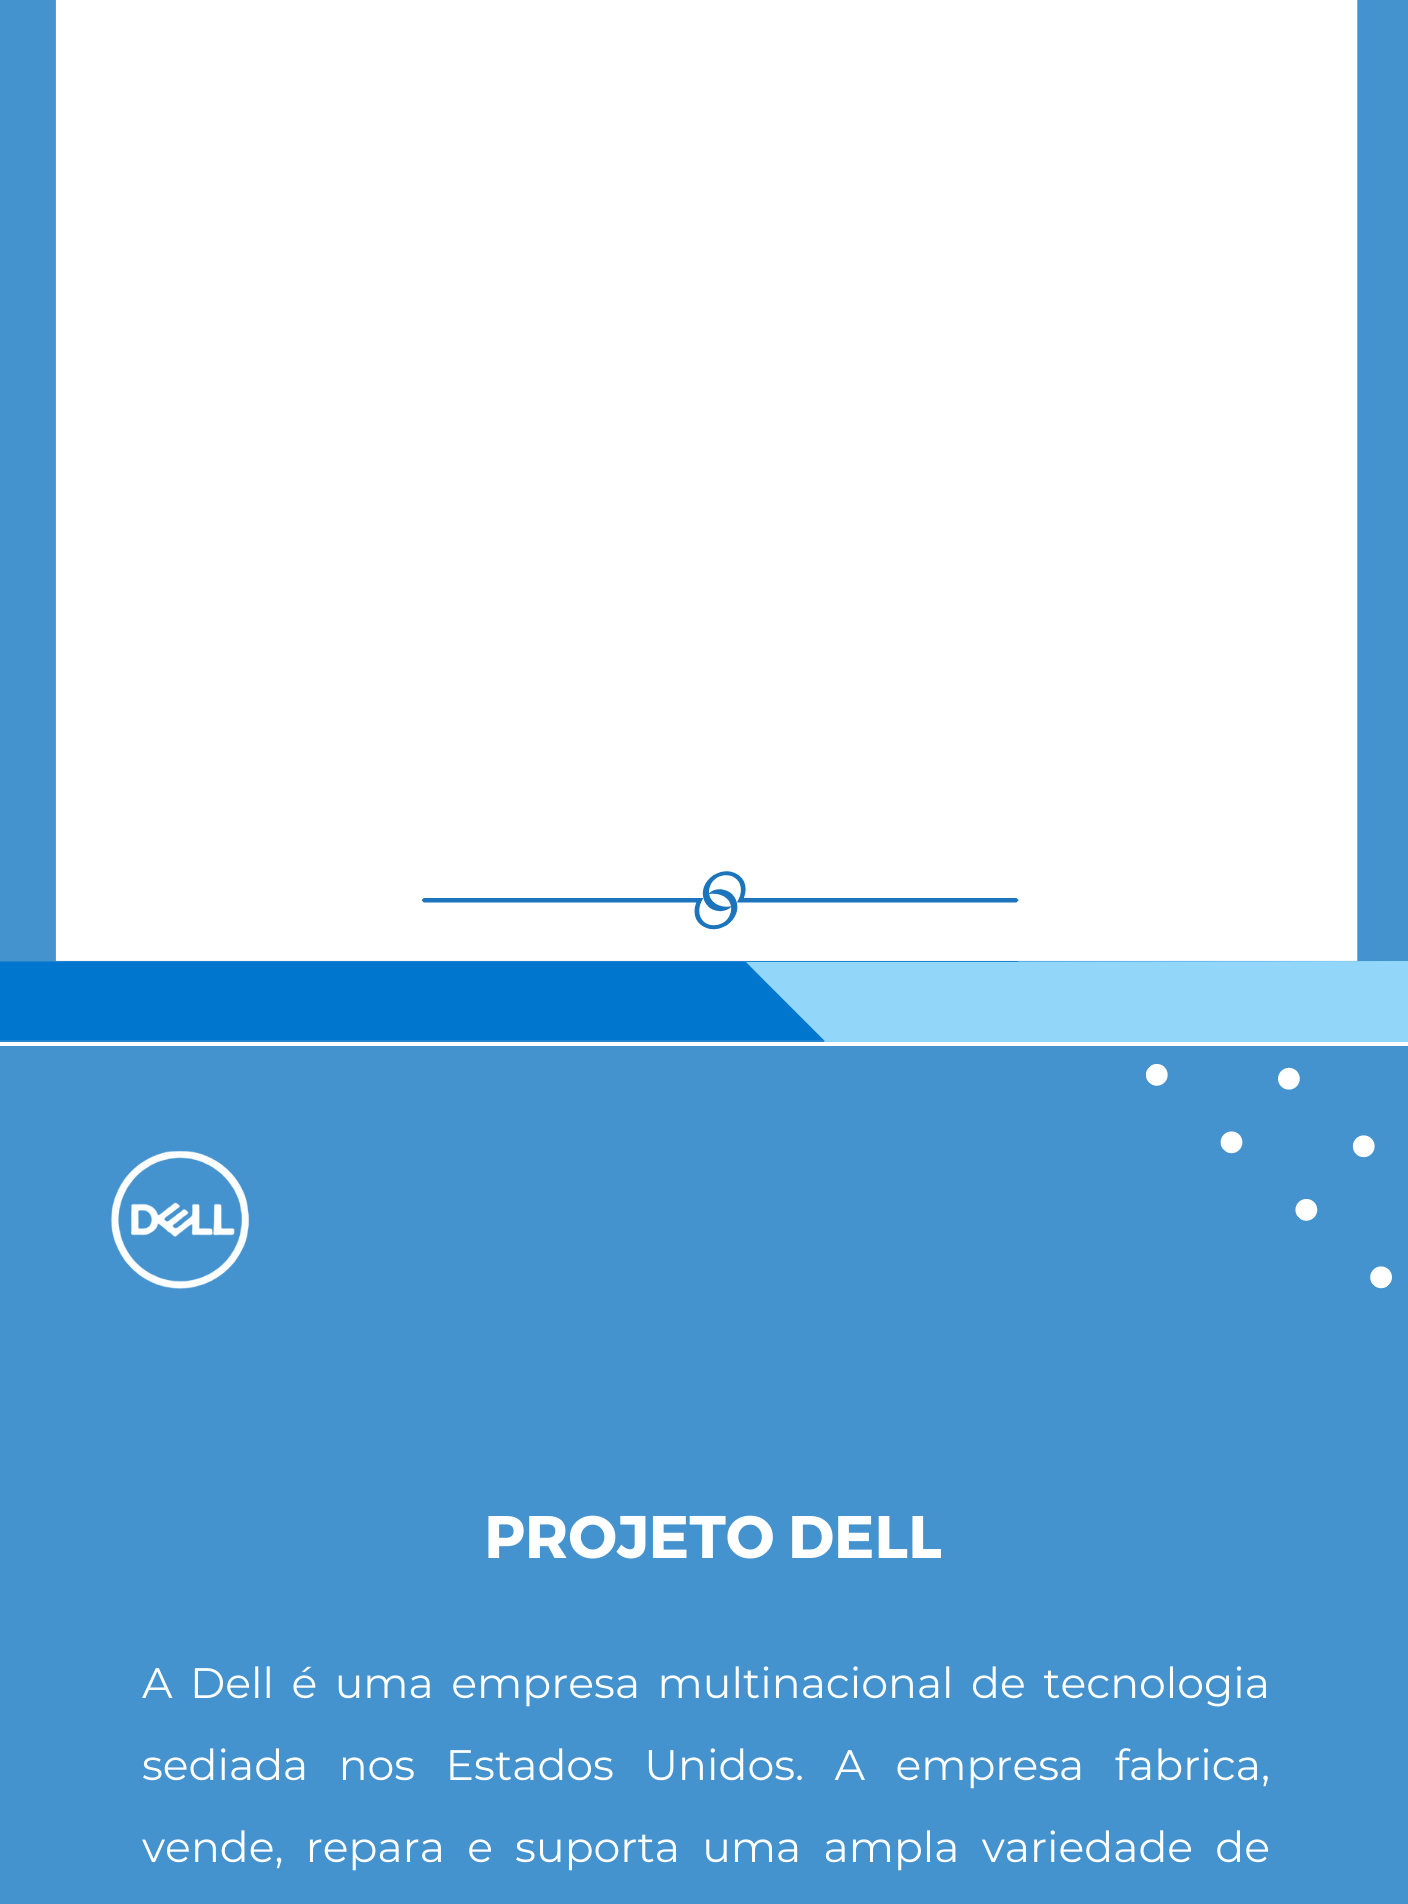 DELL
PROJETO DELL
A Dell é uma empresa multinacional de tecnologia
sediada nos Estados Unidos. A empresa fabrica,
vende, repara e suporta uma ampla variedade de